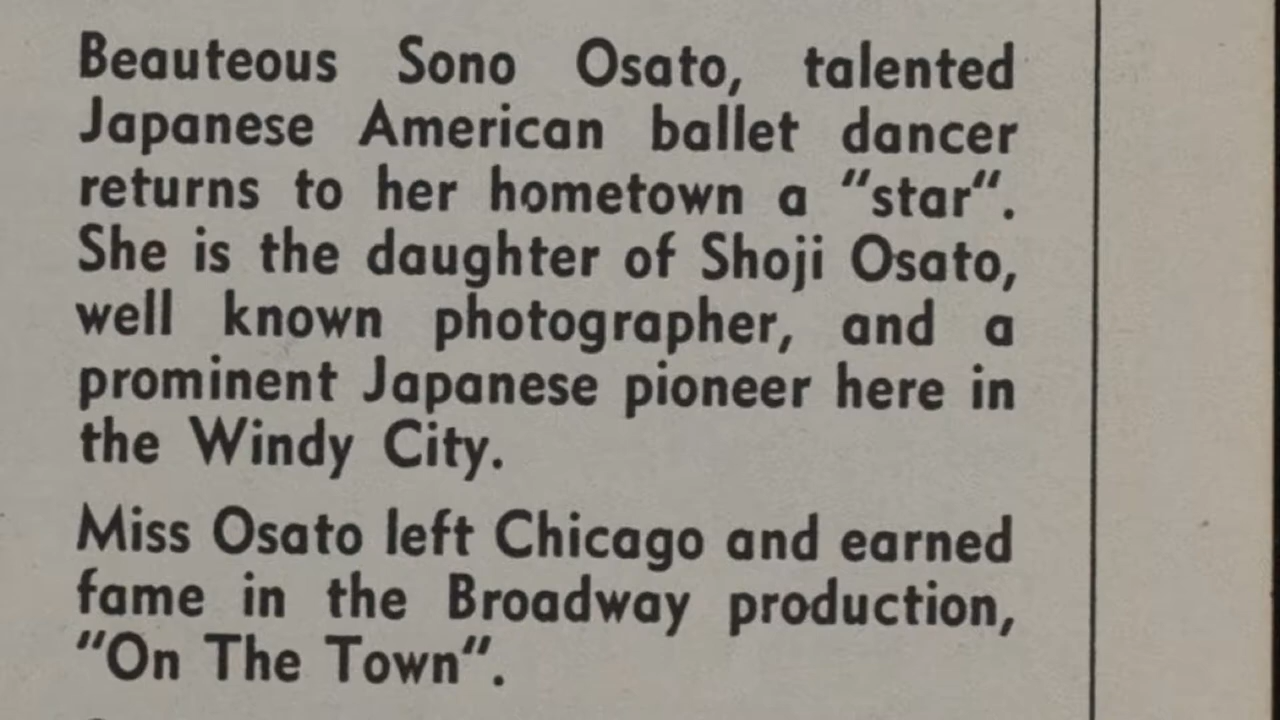 Beauteous Sono Osato, talented
Japanese American ballet dancer
returns to her hometown a “star“.
She is the daughter of Shoji Osato,
well known photographer, and a
prominent Japanese pioneer here in
the Windy City.
Miss Osato left Chicago and earned
fame in the Broadway production,
“On The Town“.